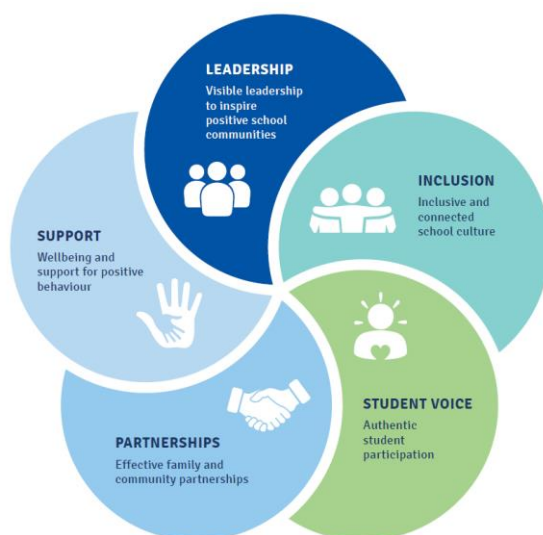 LEADERSHIP
Visible leadership
to inspire
positive school
communities
INCLUSION
Inclusive and
connected
school culture
SUPPORT
Wellbeing and
support for positive
behaviour
STUDENT VOICE
Authentic
student
participation
PARTNERSHIPS
Effective family and
community partnerships